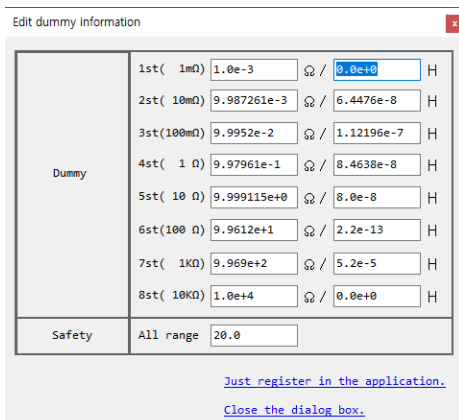 Edit dummy information x
1st( 1mΩ) 1.0e-3 Ω / 0.0e+0 H
2st( 10mΩ) 9.987261e-3 Ω / 6.4476e-8 H
3st(100mΩ) 9.9952e-2 Ω / 1.12196e-7 H
4st( 1 Ω) 9.97961e-1 Ω / 8.4638e-8 H
Dummy
5st( 10 Ω) 9.999115e+0 Ω / 8.0e-8 H
6st(100 Ω) 9.9612e+1 Ω / 2.2e-13 H
7st( 1KΩ) 9.969e+2 Ω / 5.2e-5 H
8st( 10KΩ) 1.0e+4 Ω / 0.0e+0 H
Safety All range 20.0
Just register in the application.
Close the dialog box.